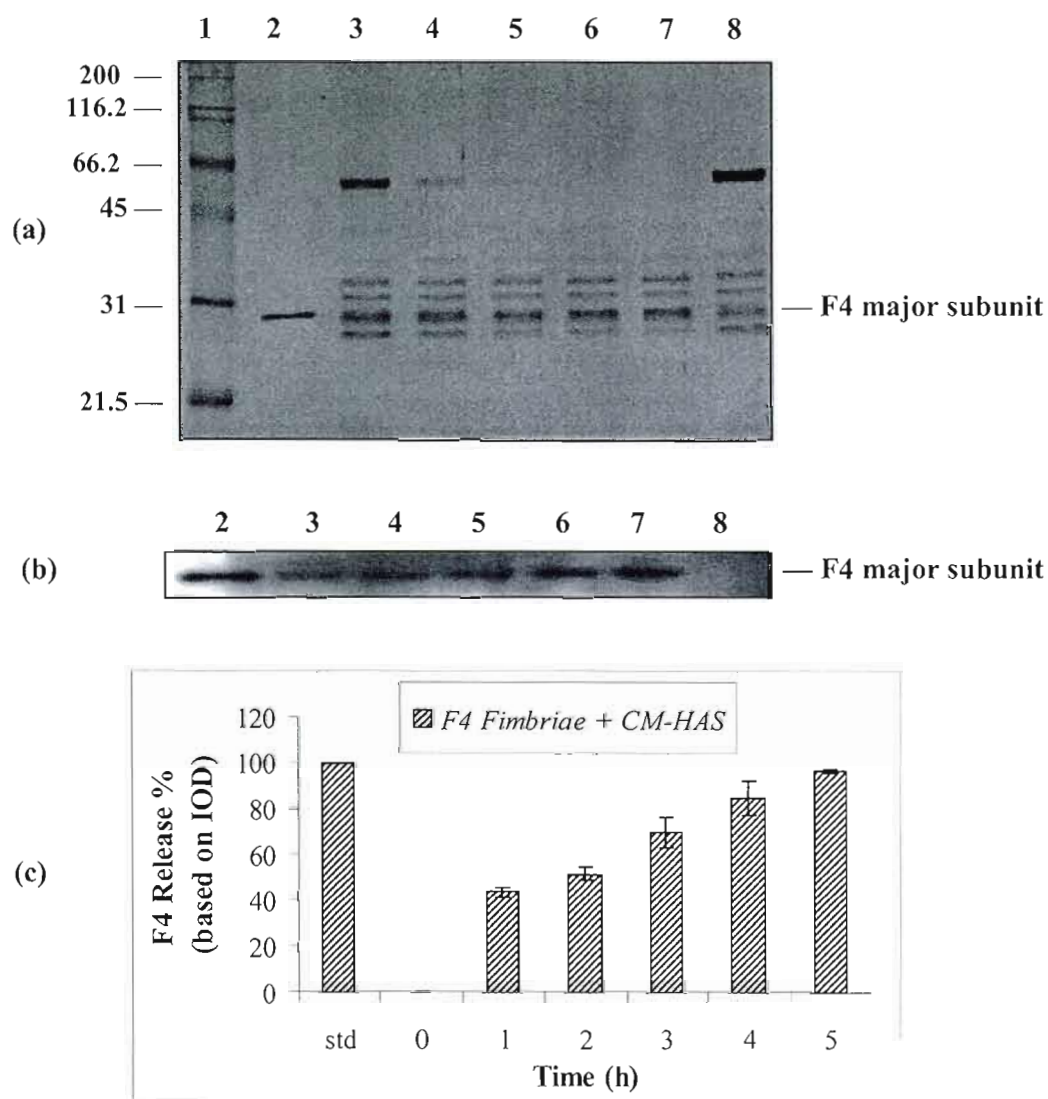 1 2 3 4 5 6 7 8
200
116.2
66.2
45
(a)
31
F4 major subunit
21.5
2 3 4 5 6 7 8
(b)
F4 major subunit
F4 Fimbriae + CM-HAS
120
100
80
60
40
20
0
F4 Release %
(based on IOD)
(c)
std 0 1 2 3 4 5
Time (h)